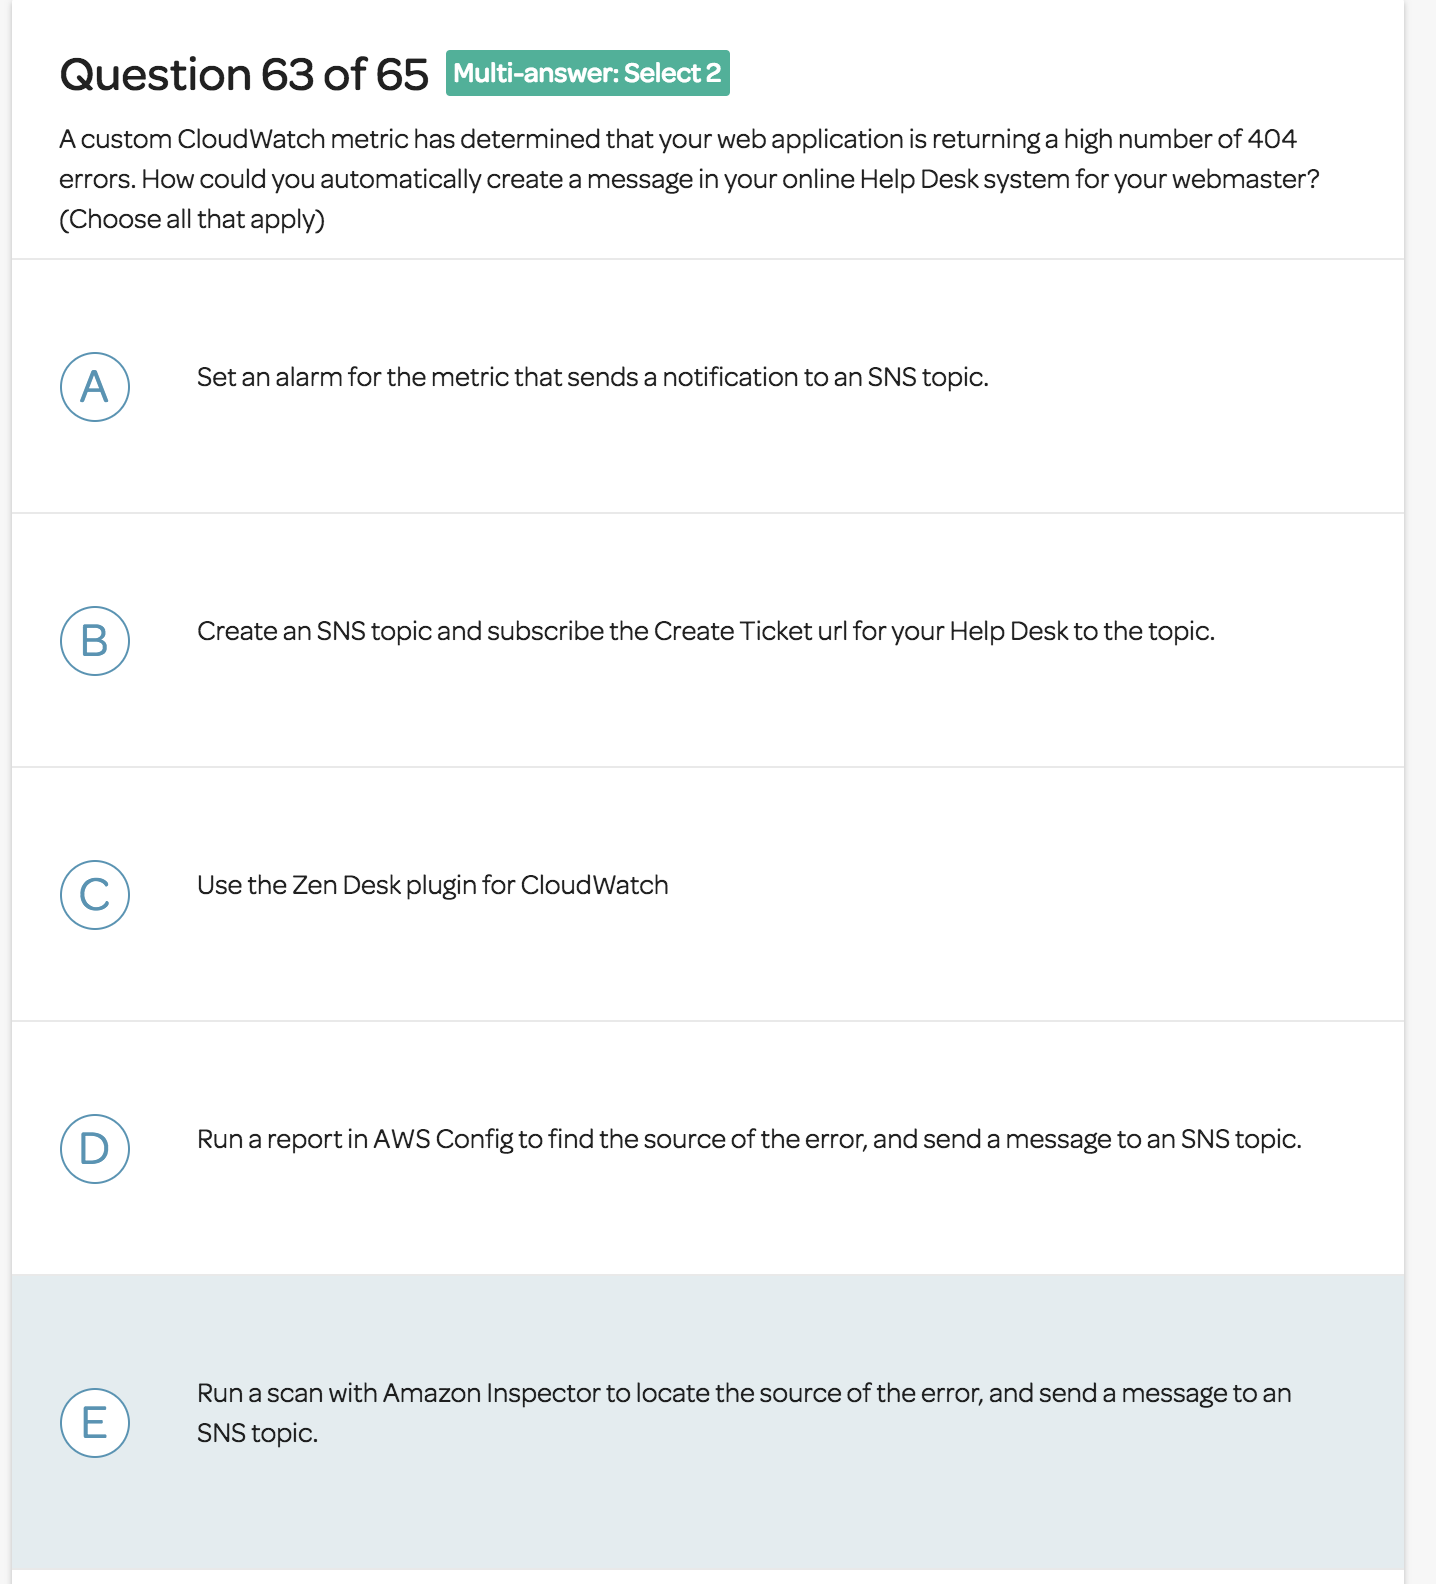 Question 63 of 65 Multi-answer: Select 2
A custom CloudWatch metric has determined that your web application is returning a high number of 404
errors. How could you automatically create a message in your online Help Desk system for your webmaster?
(Choose all that apply)
A Set an alarm for the metric that sends a notification to an SNS topic.
B Create an SNS topic and subscribe the Create Ticket url for your Help Desk to the topic.
C Use the Zen Desk plugin for CloudWatch
D Run a report in AWS Config to find the source of the error, and send a message to an SNS topic.
E Run a scan with Amazon Inspector to locate the source of the error, and send a message to an
SNS topic.